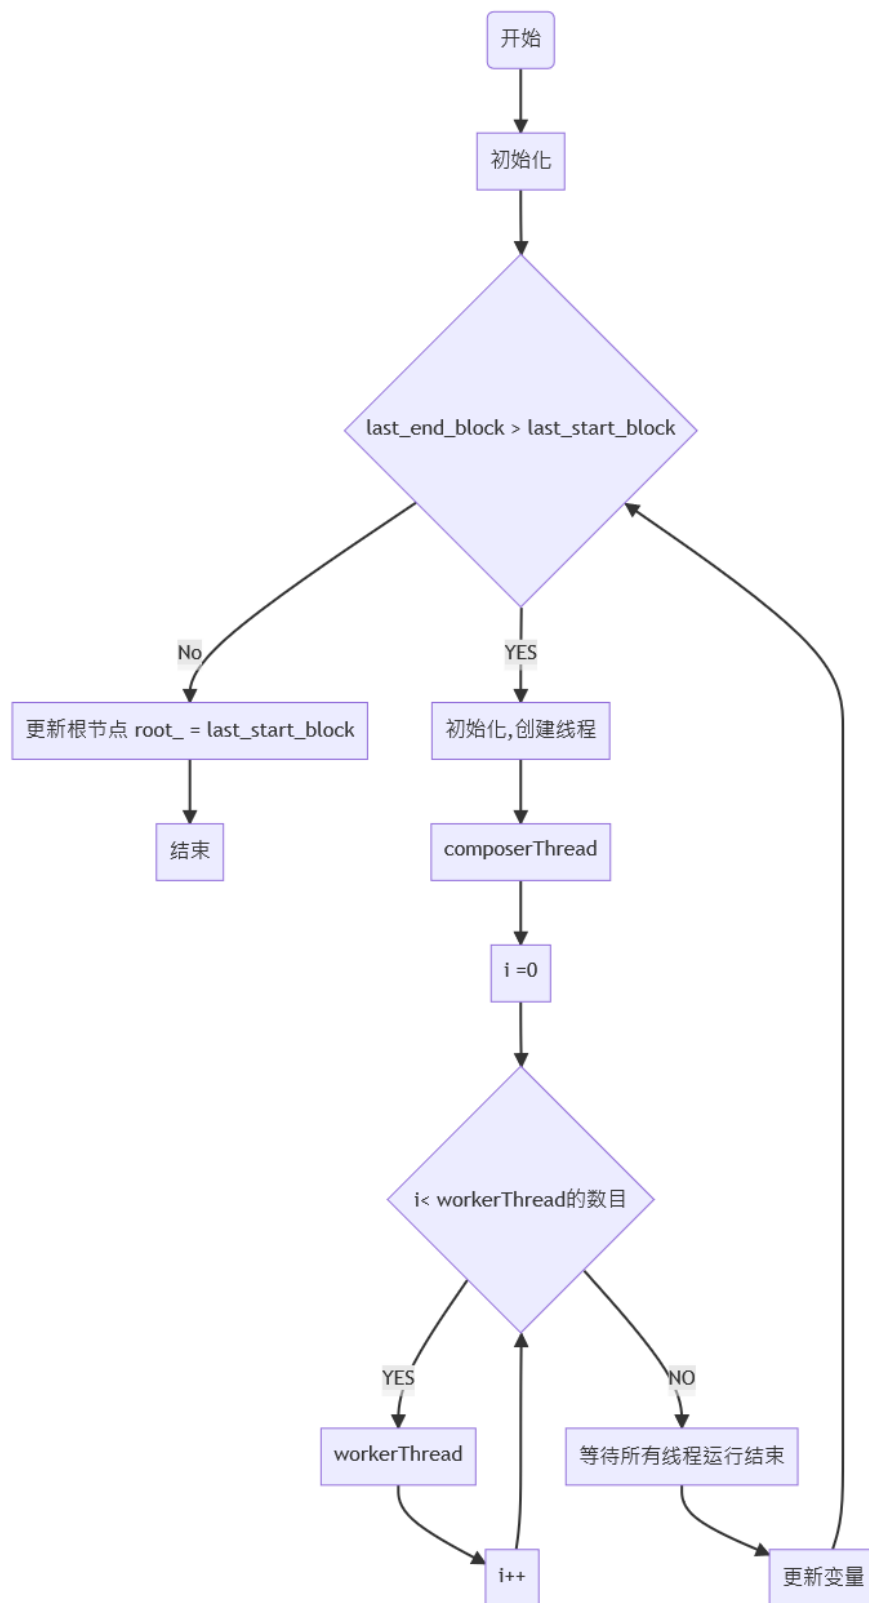 开始
初始化
last_end_block > last_start_block
No
YES
更新根节点 root_ = last_start_block
初始化,创建线程
结束
composerThread
i =0
i< workerThread的数目
YES
NO
workerThread
等待所有线程运行结束
i++
更新变量